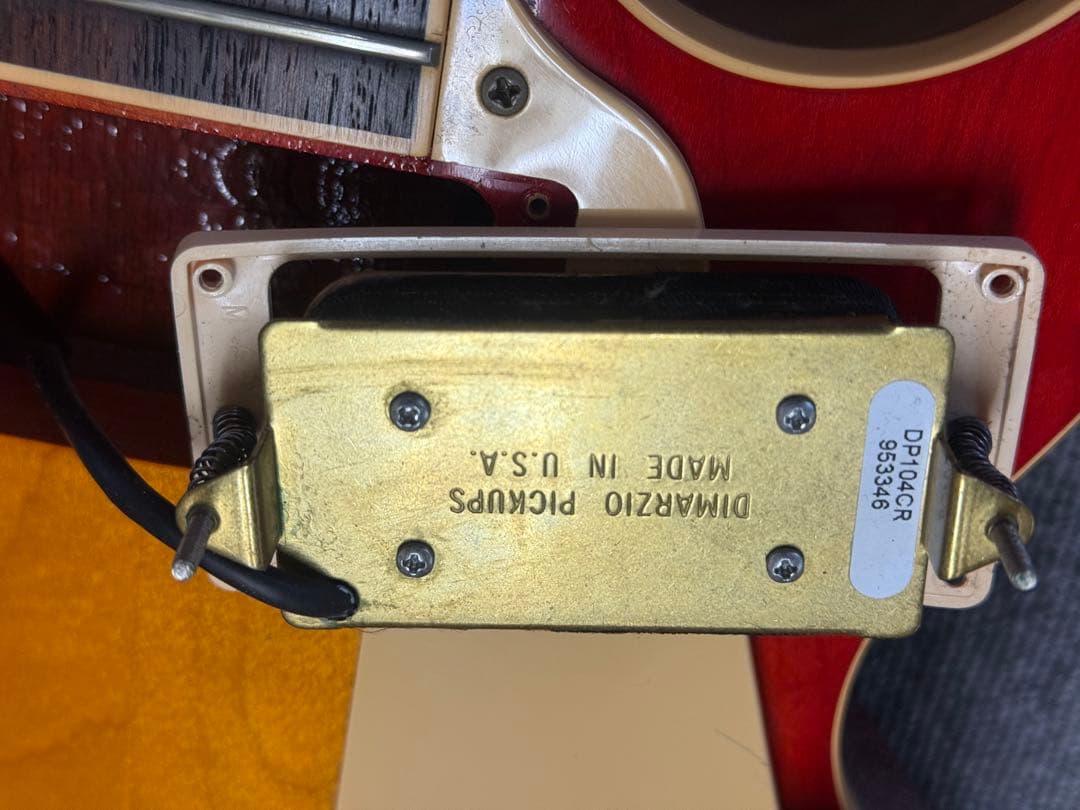 DIMARZIO PICKUPS
MADE IN U.S.A.
DP104CR
953346
M